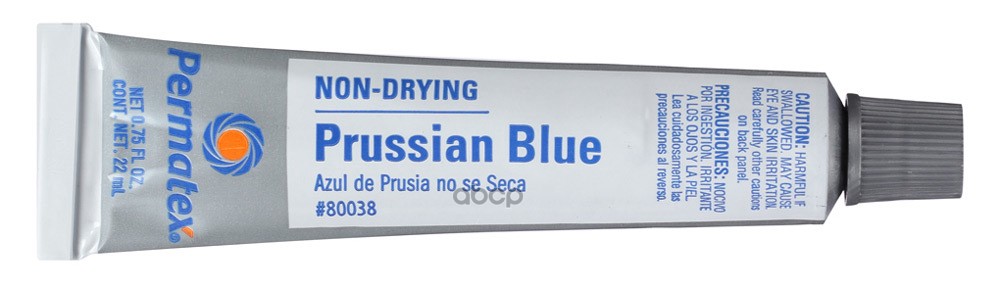 Permatex®
NET 0.75 FL. OZ.
CONT. NET. 22 mL
NON-DRYING
Prussian Blue
Azul de Prusia no se Seca
#80038
abcp
CAUTION: HARMFUL IF
SWALLOWED. MAY CAUSE
EYE AND SKIN IRRITATION.
Read carefully other cautions
on back panel.
PRECAUCIONES: NOCIVO
POR INGESTION. IRRITANTE
A LOS OJOS Y LA PIEL.
Lea cuidadosamente las
precauciones al reverso.